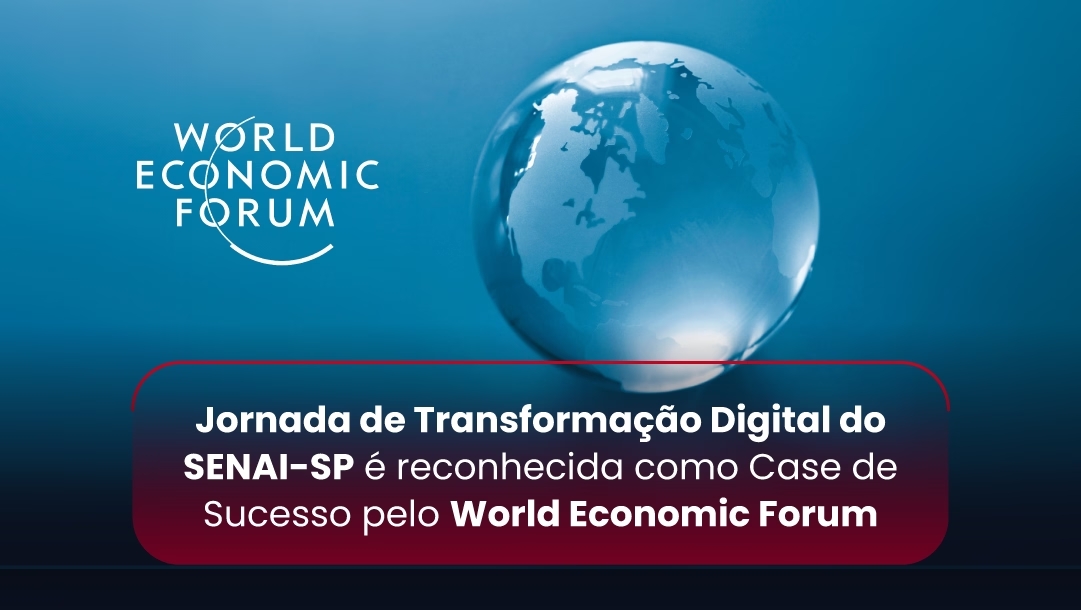 WORLD
ECONOMIC
FORUM
Jornada de Transformação Digital do
SENAI-SP é reconhecida como Case de
Sucesso pelo World Economic Forum